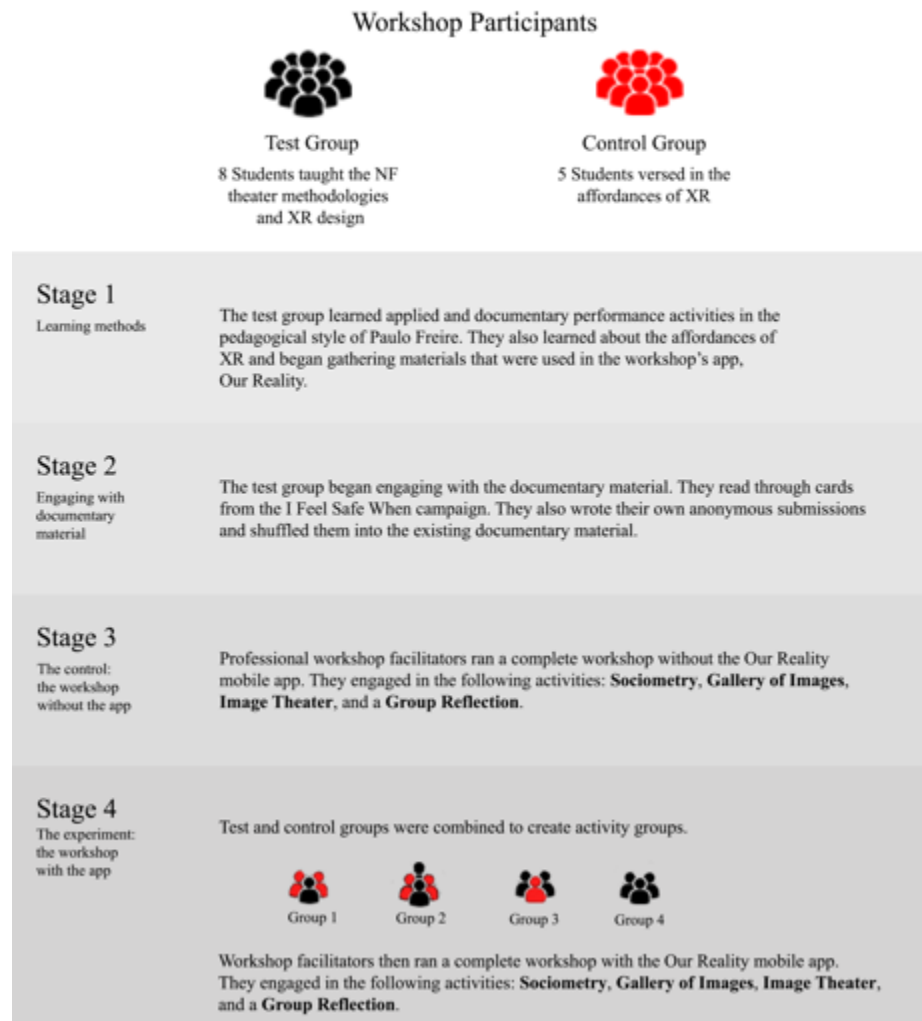 Workshop Participants
Test Group
8 Students taught the NF
theater methodologies
and XR design
Control Group
5 Students versed in the
affordances of XR
Stage 1
Learning methods
The test group learned applied and documentary performance activities in the
pedagogical style of Paulo Freire. They also learned about the affordances of
XR and began gathering materials that were used in the workshop's app,
Our Reality.
Stage 2
Engaging with
documentary
material
The test group began engaging with the documentary material. They read through cards
from the I Feel Safe When campaign. They also wrote their own anonymous submissions
and shuffled them into the existing documentary material.
Stage 3
The control:
the workshop
without the app
Professional workshop facilitators ran a complete workshop without the Our Reality
mobile app. They engaged in the following activities: Sociometry, Gallery of Images,
Image Theater, and a Group Reflection.
Stage 4
The experiment:
the workshop
with the app
Test and control groups were combined to create activity groups.
Group 1
Group 2
Group 3
Group 4
Workshop facilitators then ran a complete workshop with the Our Reality mobile app.
They engaged in the following activities: Sociometry, Gallery of Images, Image Theater,
and a Group Reflection.